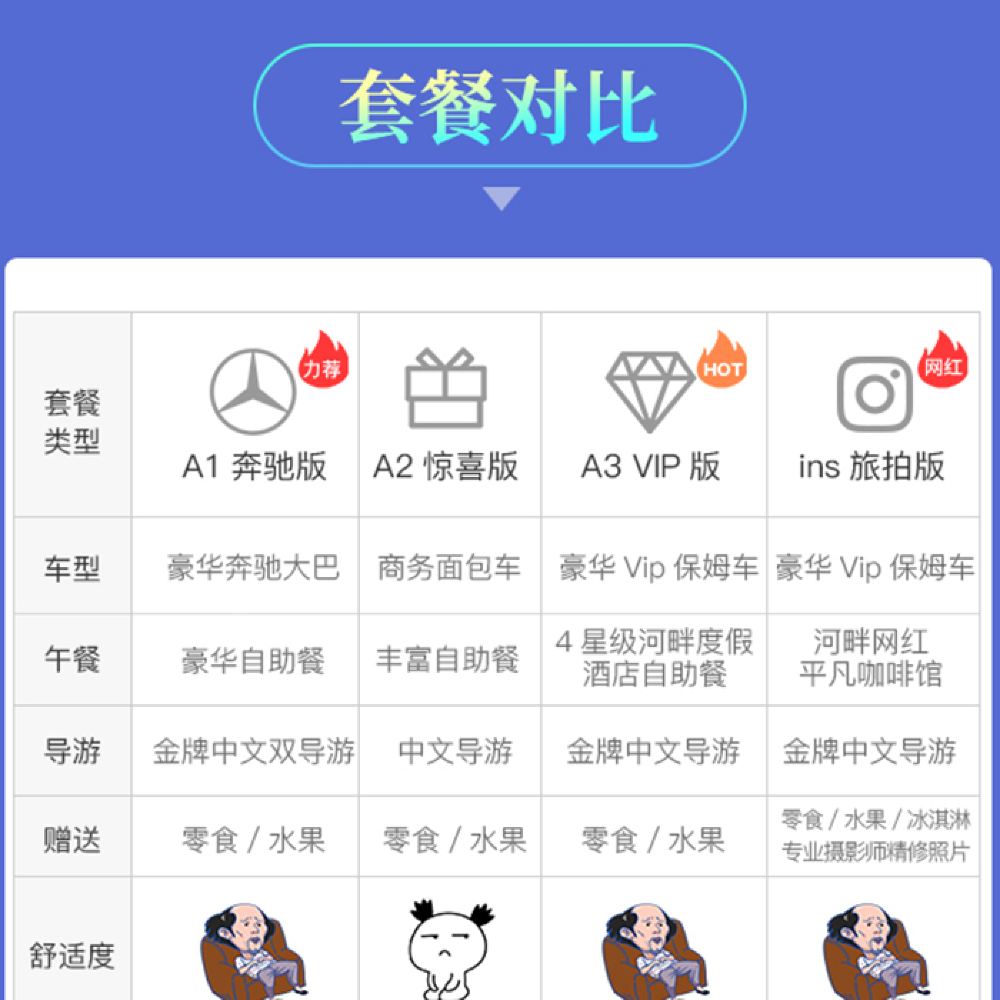 套餐对比
套餐
类型
力荐
A1 奔驰版
A2 惊喜版
HOT
A3 VIP 版
网红
ins 旅拍版
车型
豪华奔驰大巴
商务面包车
豪华 Vip 保姆车
豪华 Vip 保姆车
午餐
豪华自助餐
丰富自助餐
4 星级河畔度假
酒店自助餐
河畔网红
平凡咖啡馆
导游
金牌中文双导游
中文导游
金牌中文导游
金牌中文导游
赠送
零食 / 水果
零食 / 水果
零食 / 水果
零食 / 水果 / 冰淇淋
专业摄影师精修照片
舒适度